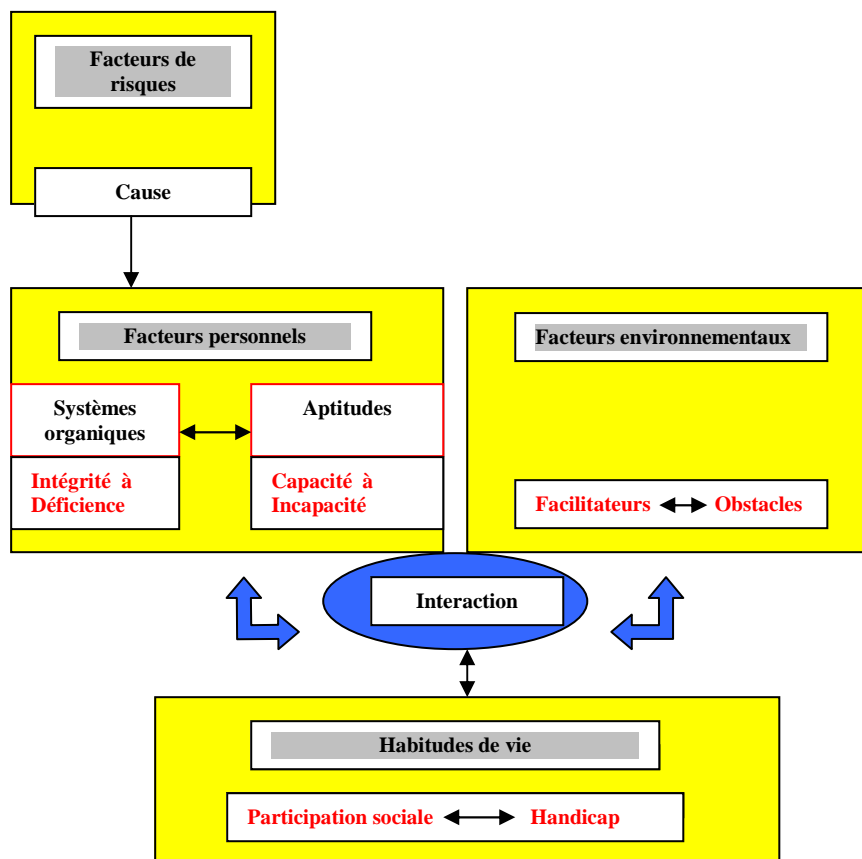 Facteurs de
risques
Cause
Facteurs personnels
Facteurs environnementaux
Systèmes
organiques
Aptitudes
Intégrité à
Déficience
Capacité à
Incapacité
Facilitateurs Obstacles
Interaction
Habitudes de vie
Participation sociale Handicap